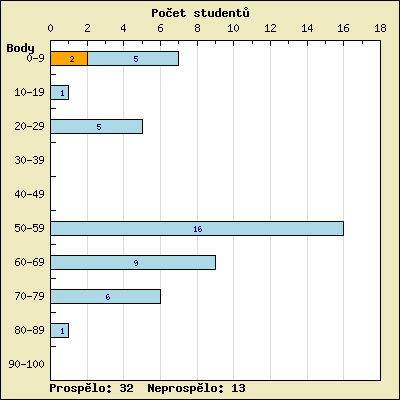 Počet studentů
0 2 4 6 8 10 12 14 16 18
Body
0-9 2 5
10-19 1
20-29 5
30-39
40-49
50-59 16
60-69 9
70-79 6
80-89 1
90-100
Prospělo: 32 Neprospělo: 13